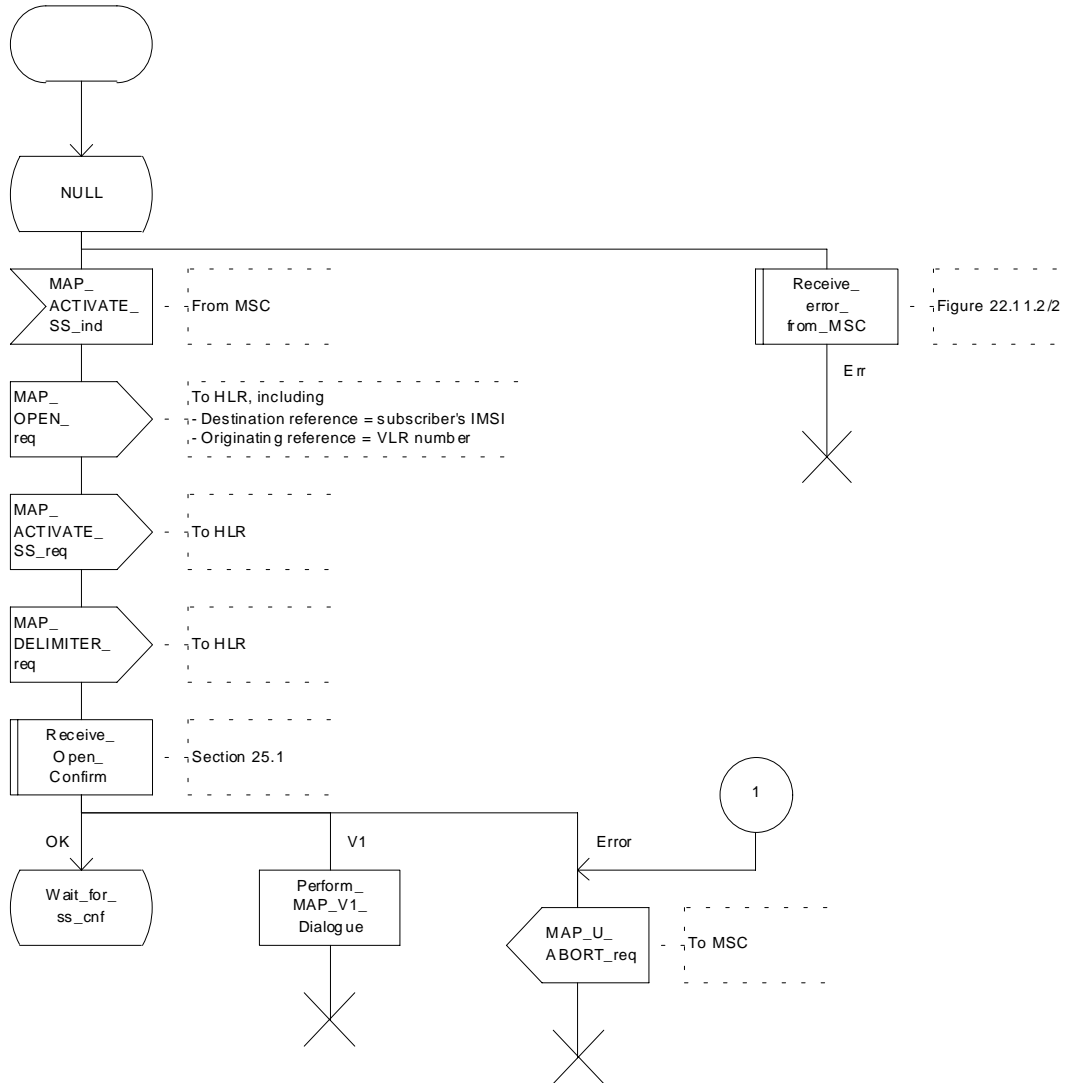 NULL
MAP_
ACTIVATE_
SS_ind
From MSC
Receive_
error_
from_MSC
Figure 22.11.2/2
Err
MAP_
OPEN_
req
To HLR, including
- Destination reference = subscriber's IMSI
- Originating reference = VLR number
MAP_
ACTIVATE_
SS_req
To HLR
MAP_
DELIMITER_
req
To HLR
Receive_
Open_
Confirm
Section 25.1
1
OK
V1
Error
Wait_for_
ss_cnf
Perform_
MAP_V1_
Dialogue
MAP_U_
ABORT_req
To MSC